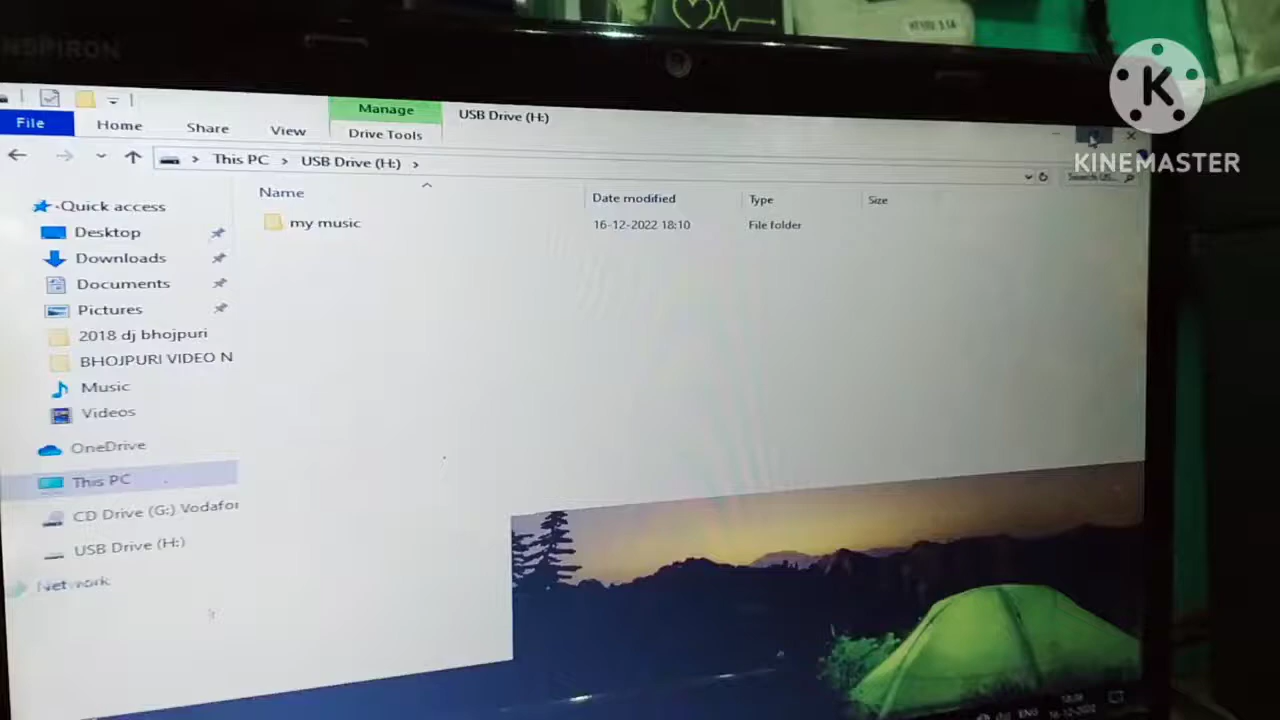 INSPIRON
KINEMASTER
Manage
USB Drive (H:)
File
Home
Share
View
Drive Tools
This PC
USB Drive (H:)
Name
Date modified
Type
Size
my music
16-12-2022 18:10
File folder
Quick access
Desktop
Downloads
Documents
Pictures
2018 dj bhojpuri
BHOJPURI VIDEO N
Music
Videos
OneDrive
This PC
CD Drive (G:) Vodafor
USB Drive (H:)
Network
ENG